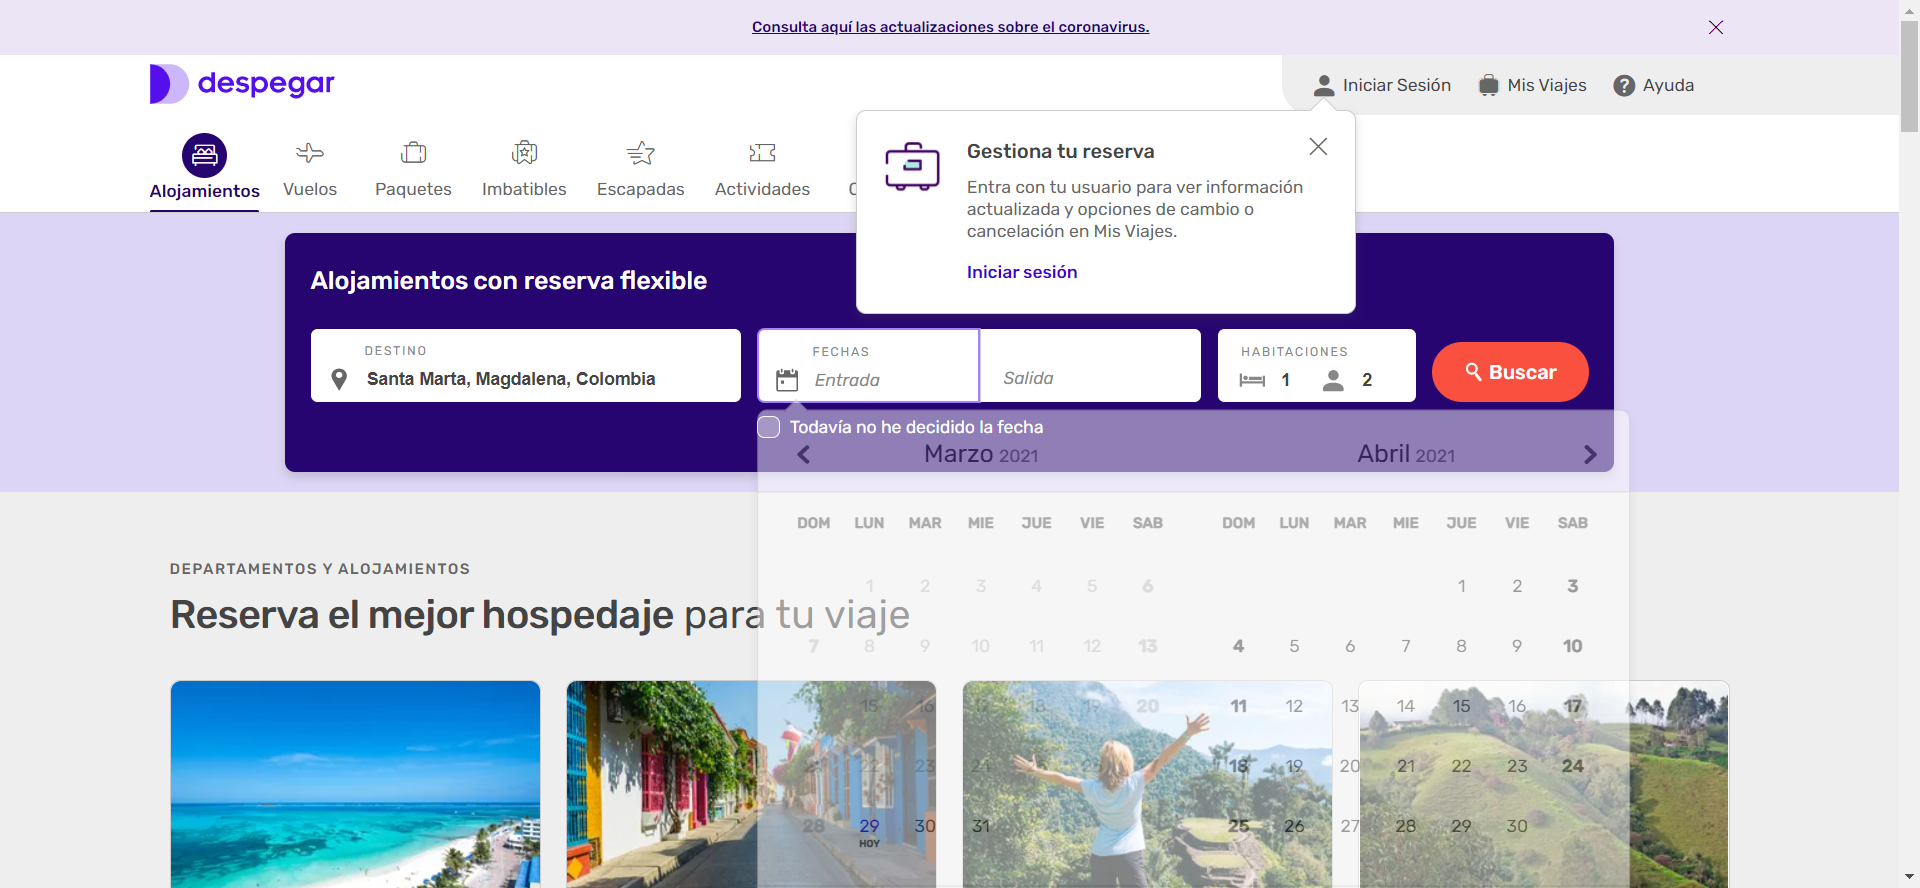 Consulta aquí las actualizaciones sobre el coronavirus.
despegar
Iniciar Sesión
Mis Viajes
? Ayuda
Alojamientos
Vuelos
Paquetes
Imbatibles
Escapadas
Actividades
Gestiona tu reserva
Entra con tu usuario para ver información
actualizada y opciones de cambio o
cancelación en Mis Viajes.
Iniciar sesión
Alojamientos con reserva flexible
DESTINO
Santa Marta, Magdalena, Colombia
FECHAS
Entrada
Salida
HABITACIONES
1 2
Buscar
Todavía no he decidido la fecha
Marzo 2021
Abril 2021
DOM LUN MAR MIE JUE VIE SAB
DOM LUN MAR MIE JUE VIE SAB
1 2 3 4 5 6
1 2 3
7 8 9 10 11 12 13
4 5 6 7 8 9 10
15 16 17 18 19 20
11 12 13 14 15 16 17
22 23 24
18 19 20 21 22 23 24
28 29 30 31
25 26 27 28 29 30
HOY
DEPARTAMENTOS Y ALOJAMIENTOS
Reserva el mejor hospedaje para tu viaje